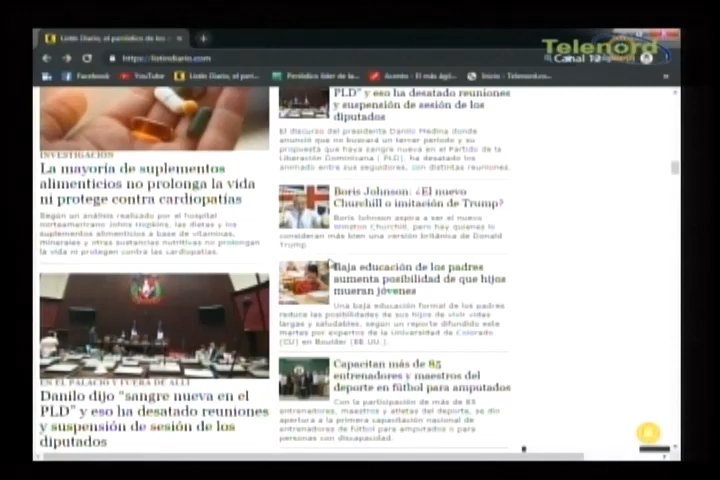 Listin Diario, el periódico de los
Telenord
Canal 12
https://listindiario.com
Facebook
YouTube
Listín Diario, el peri...
Periódico líder de la...
Acento - El más ági...
Inicio - Telenord.co...
INVESTIGACIÓN
La mayoría de suplementos
alimenticios no prolonga la vida
ni protege contra cardiopatías
Según un análisis realizado por el hospital
norteamericano Johns Hopkins, las dietas y los
suplementos alimenticios a base de vitaminas,
minerales y otras sustancias nutritivas no prolongan
la vida ni protegen contra las cardiopatías.
EN EL PALACIO Y FUERA DE ALLÍ
Danilo dijo "sangre nueva en el
PLD" y eso ha desatado reuniones
y suspensión de sesión de los
diputados
PLD" y eso ha desatado reuniones
y suspensión de sesión de los
diputados
El discurso del presidente Danilo Medina donde
anunció que no buscará un tercer período y su
propuesta que haya sangre nueva en el Partido de la
Liberación Dominicana (PLD), ha desatado los
animado entre sus seguidores, con distintas reuniones.
Boris Johnson: ¿El nuevo
Churchill o imitación de Trump?
Boris Johnson aspira a ser el nuevo
Winston Churchill, pero hay quienes lo
consideran más bien una versión británica de Donald
Trump
Baja educación de los padres
aumenta posibilidad de que hijos
mueran jóvenes
Una baja educación formal de los padres
reduce las posibilidades de sus hijos de vivir vidas
largas y saludables, según un reporte difundido este
martes por expertos de la Universidad de Colorado
(CU) en Boulder (EE.UU.).
Capacitan más de 85
entrenadores y maestros del
deporte en fútbol para amputados
Con la participación de más de 85
entrenadores, maestros y atletas del deporte, se dio
apertura a la primera capacitación nacional de
entrenadores de fútbol para amputados o para
personas con discapacidad.